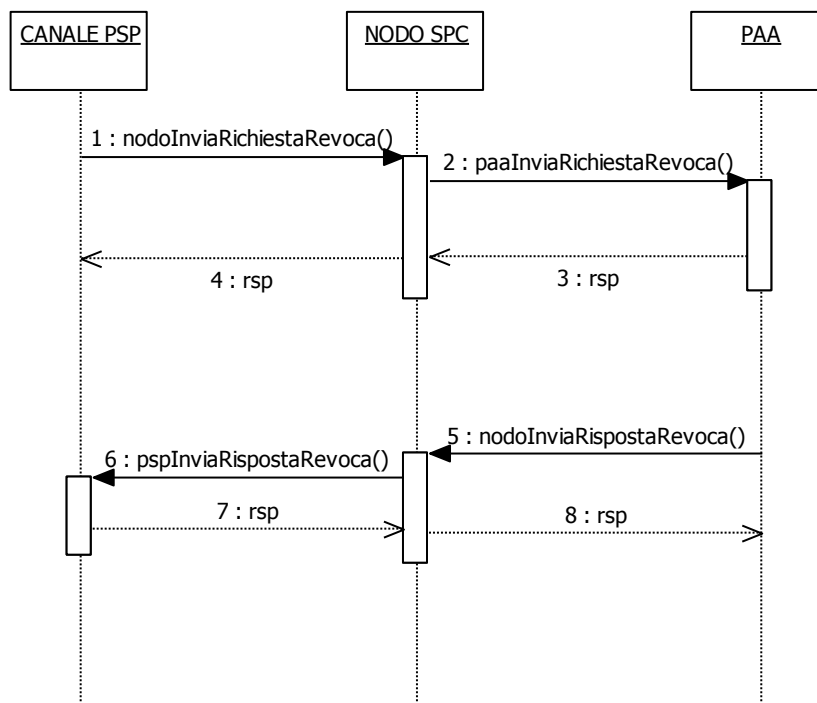 CANALE PSP
NODO SPC
PAA
1 : nodoInviaRichiestaRevoca()
2 : paaInviaRichiestaRevoca()
3 : rsp
4 : rsp
5 : nodoInviaRispostaRevoca()
6 : pspInviaRispostaRevoca()
7 : rsp
8 : rsp